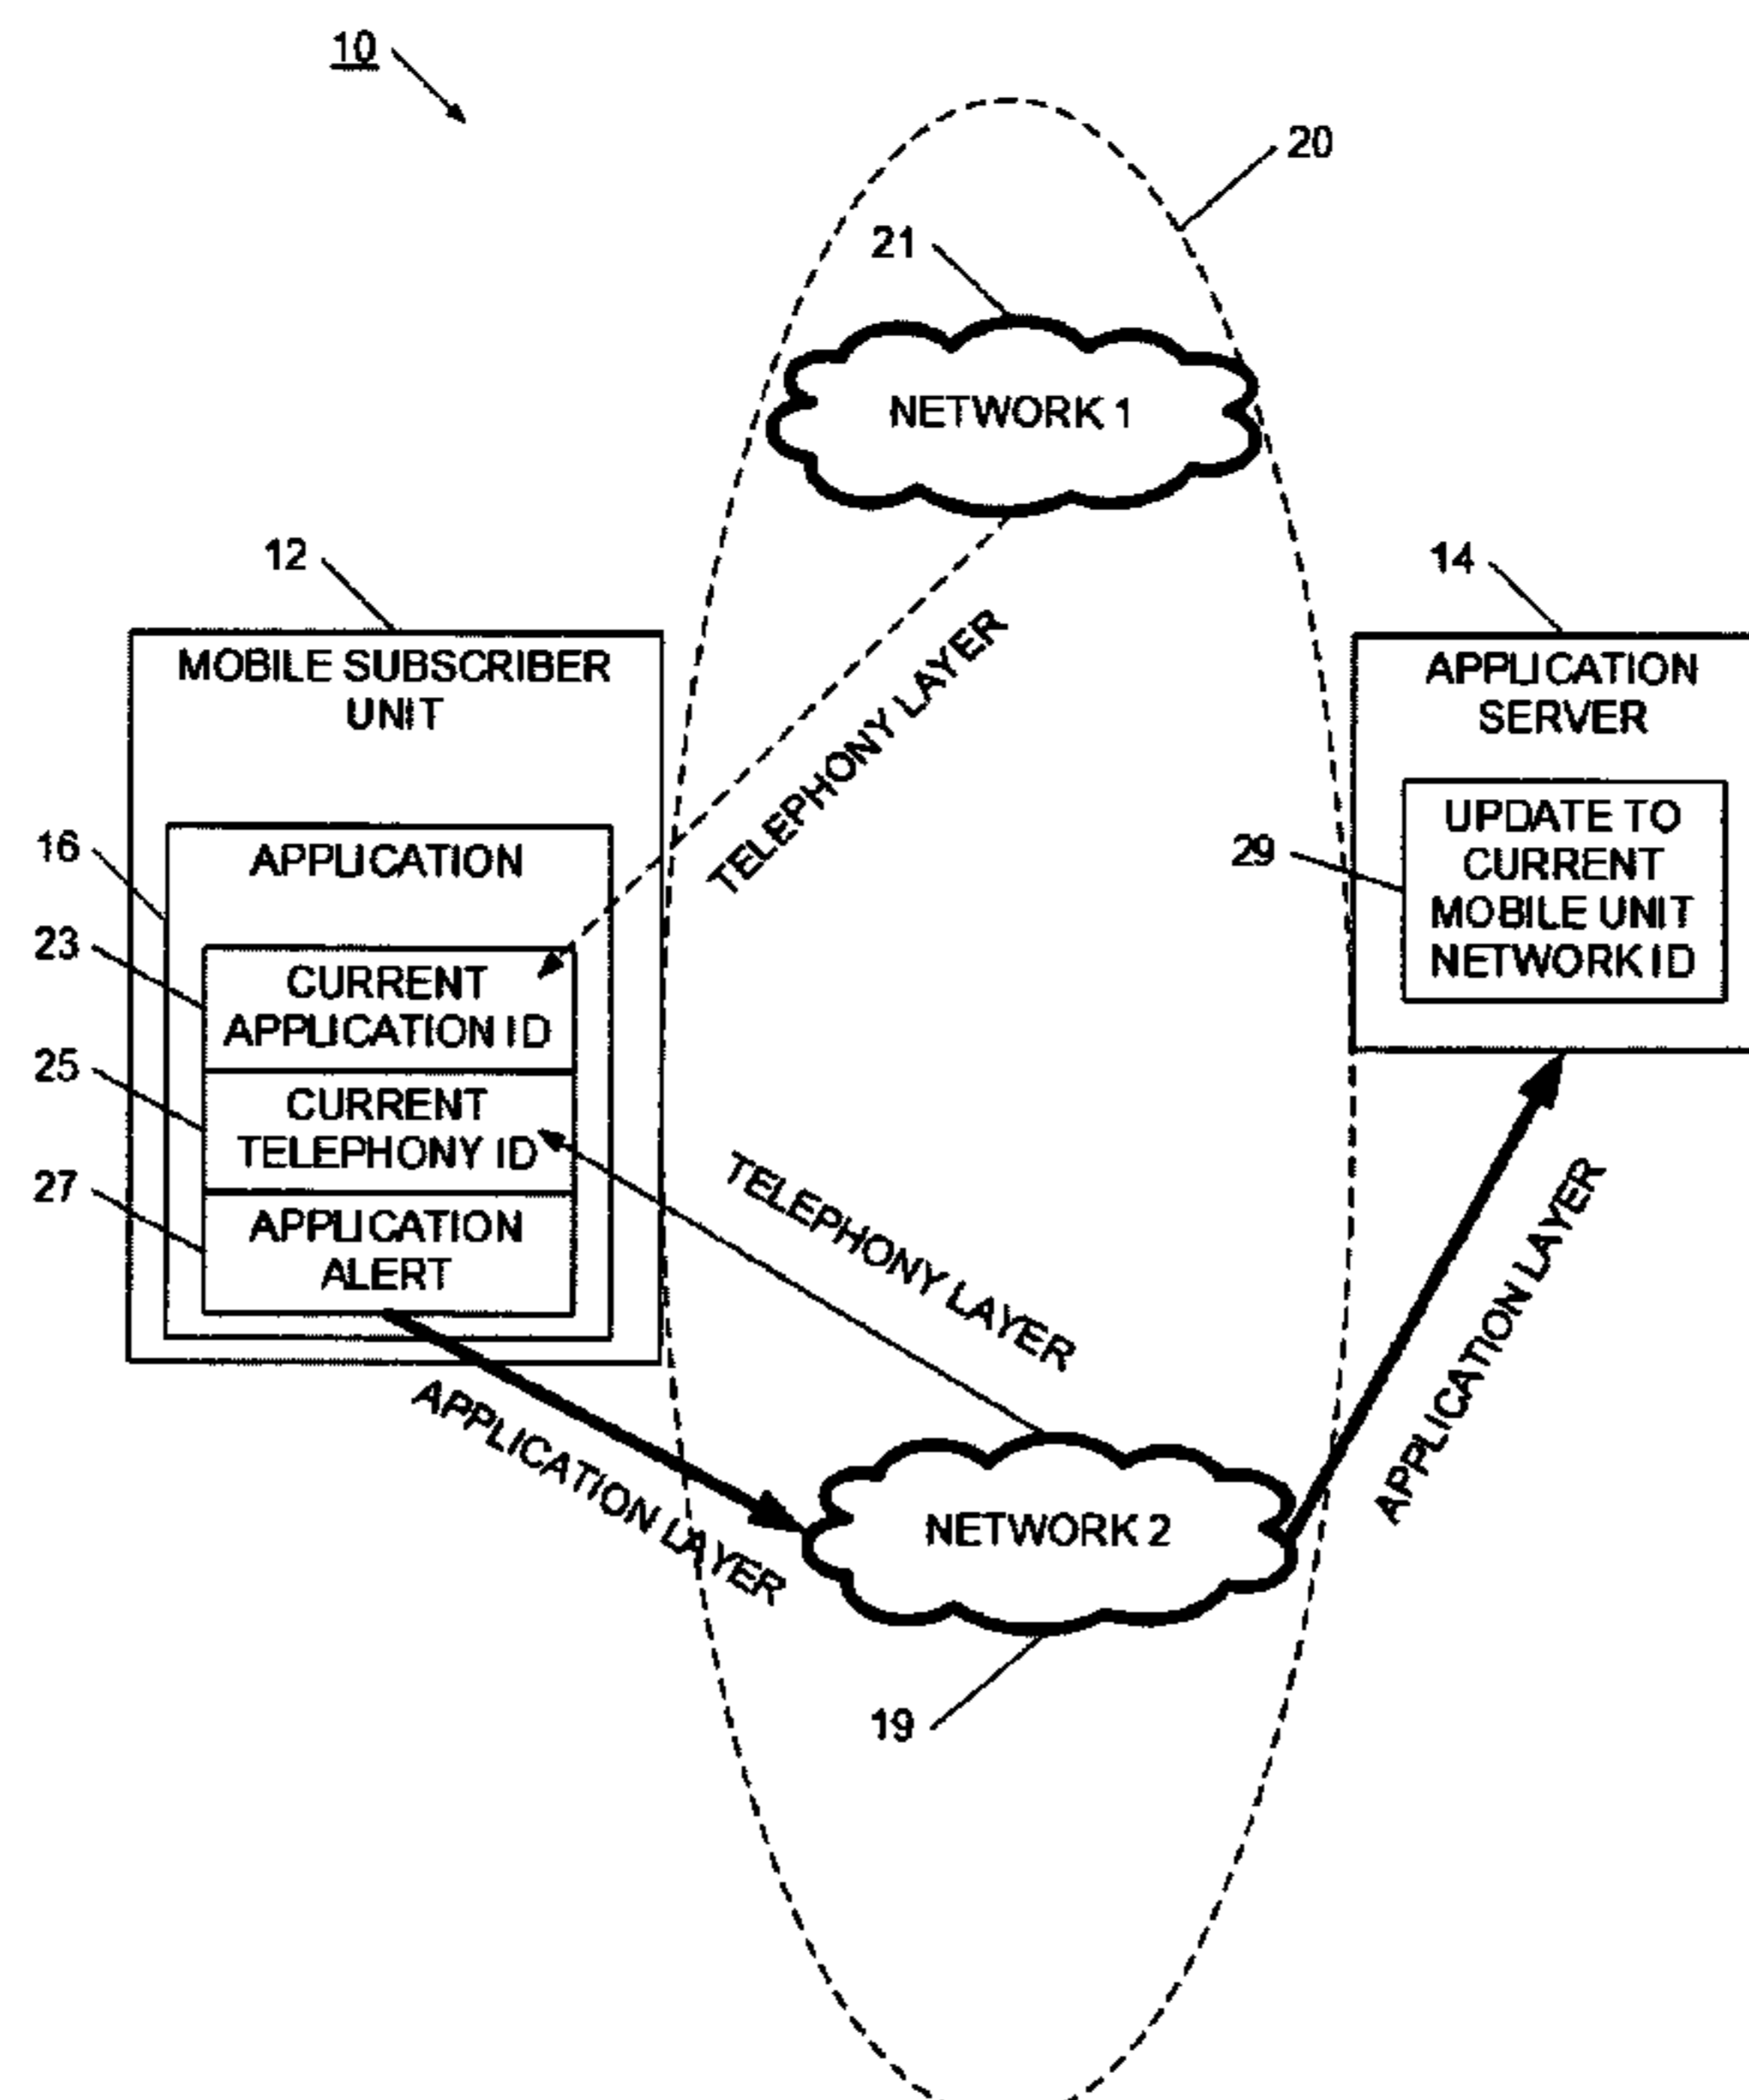 10
20
21
NETWORK 1
12
14
MOBILE SUBSCRIBER
UNIT
APPLICATION
SERVER
TELEPHONY LAYER
16
APPLICATION
29
UPDATE TO
CURRENT
MOBILE UNIT
NETWORK ID
23
CURRENT
APPLICATION ID
25
CURRENT
TELEPHONY ID
27
APPLICATION
ALERT
TELEPHONY LAYER
APPLICATION LAYER
APPLICATION LAYER
NETWORK 2
19